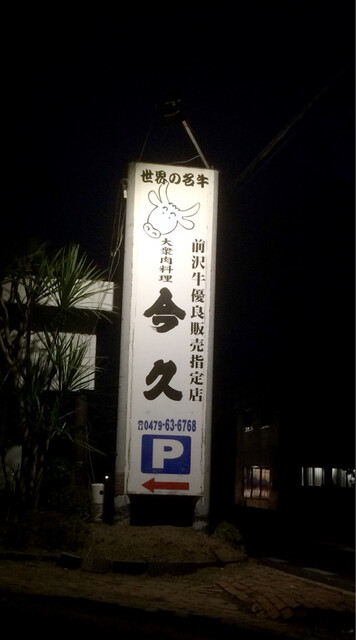 世界の名牛
前沢牛優良販売指定店
大衆肉料理
今久
☎0479-63-6768
P